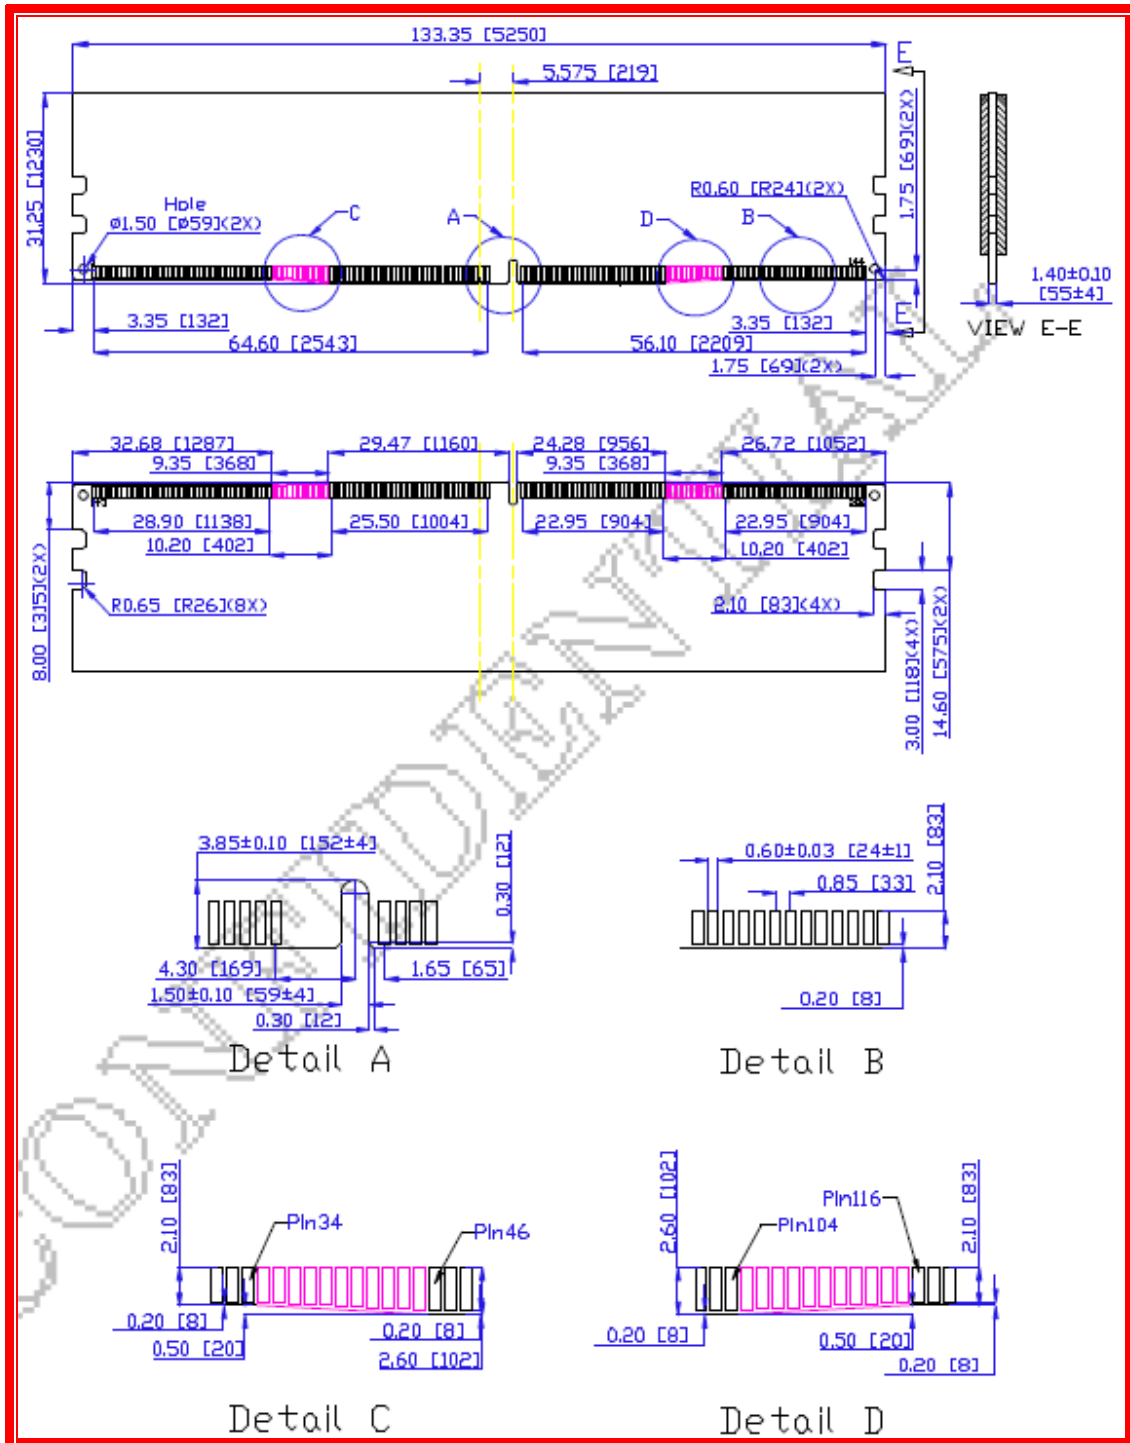 133.35 [5250]
5.575 [219]
E
31.25 [1230]
1.75 [69](2X)
Hole
ø1.50 [ø59](2X)
C
A
D
B
R0.60 [R24](2X)
144
3.35 [132]
64.60 [2543]
3.35 [132]
56.10 [2209]
1.75 [69](2X)
E
1.40±0.10
[55±4]
VIEW E-E
32.68 [1287]
29.47 [1160]
24.28 [956]
26.72 [1052]
9.35 [368]
9.35 [368]
28.90 [1138]
25.50 [1004]
22.95 [904]
22.95 [904]
10.20 [402]
10.20 [402]
8.00 [315](2X)
R0.65 [R26](8X)
2.10 [83](4X)
3.00 [118](4X)
14.60 [575](2X)
3.85±0.10 [152±4]
0.30 [12]
4.30 [169]
1.65 [65]
1.50±0.10 [59±4]
0.30 [12]
Detail A
0.60±0.03 [24±1]
0.85 [33]
2.10 [83]
0.20 [8]
Detail B
2.10 [83]
Pin34
Pin46
0.20 [8]
0.50 [20]
0.20 [8]
2.60 [102]
Detail C
2.60 [102]
Pin116
Pin104
2.10 [83]
0.20 [8]
0.50 [20]
0.20 [8]
Detail D
CONFIDENTIAL